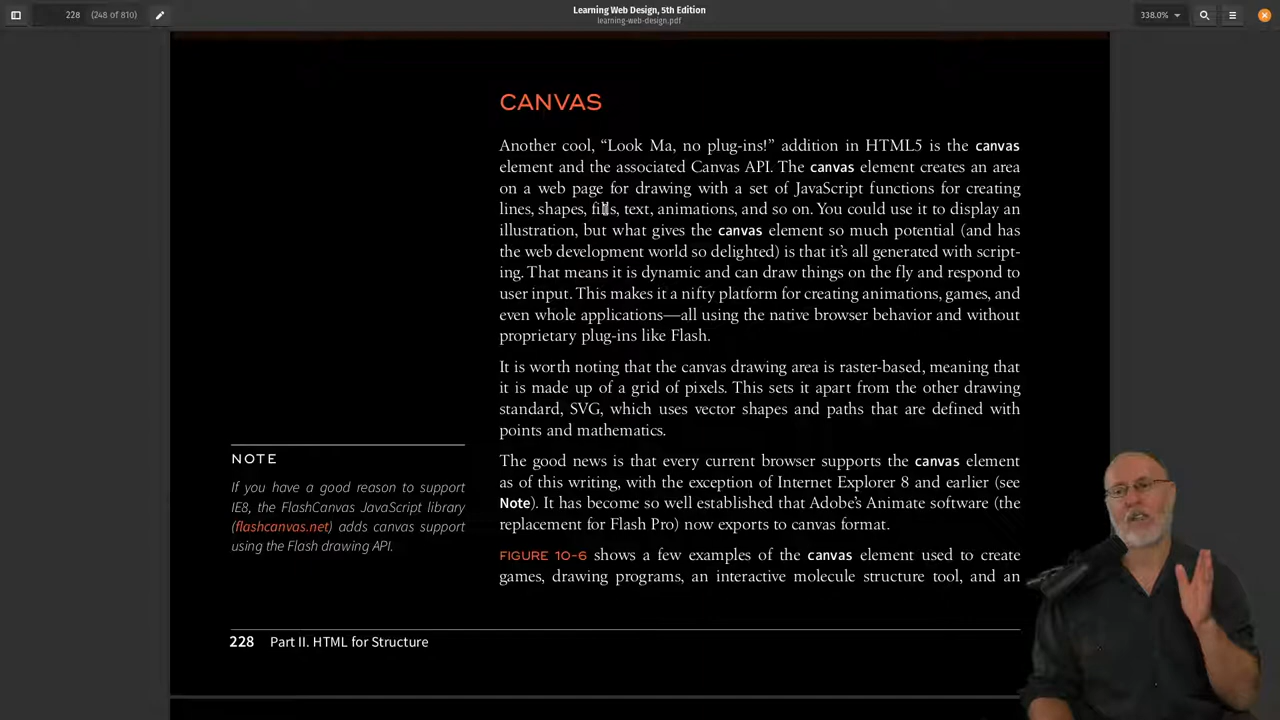 228
(248 of 810)
Learning Web Design, 5th Edition
learning-web-design.pdf
338.0%
CANVAS
Another cool, “Look Ma, no plug-ins!” addition in HTML5 is the canvas
element and the associated Canvas API. The canvas element creates an area
on a web page for drawing with a set of JavaScript functions for creating
lines, shapes, fills, text, animations, and so on. You could use it to display an
illustration, but what gives the canvas element so much potential (and has
the web development world so delighted) is that it’s all generated with script-
ing. That means it is dynamic and can draw things on the fly and respond to
user input. This makes it a nifty platform for creating animations, games, and
even whole applications—all using the native browser behavior and without
proprietary plug-ins like Flash.
It is worth noting that the canvas drawing area is raster-based, meaning that
it is made up of a grid of pixels. This sets it apart from the other drawing
standard, SVG, which uses vector shapes and paths that are defined with
points and mathematics.
The good news is that every current browser supports the canvas element
as of this writing, with the exception of Internet Explorer 8 and earlier (see
Note). It has become so well established that Adobe’s Animate software (the
replacement for Flash Pro) now exports to canvas format.
FIGURE 10-6 shows a few examples of the canvas element used to create
games, drawing programs, an interactive molecule structure tool, and an
NOTE
If you have a good reason to support
IE8, the FlashCanvas JavaScript library
(flashcanvas.net) adds canvas support
using the Flash drawing API.
228 Part II. HTML for Structure